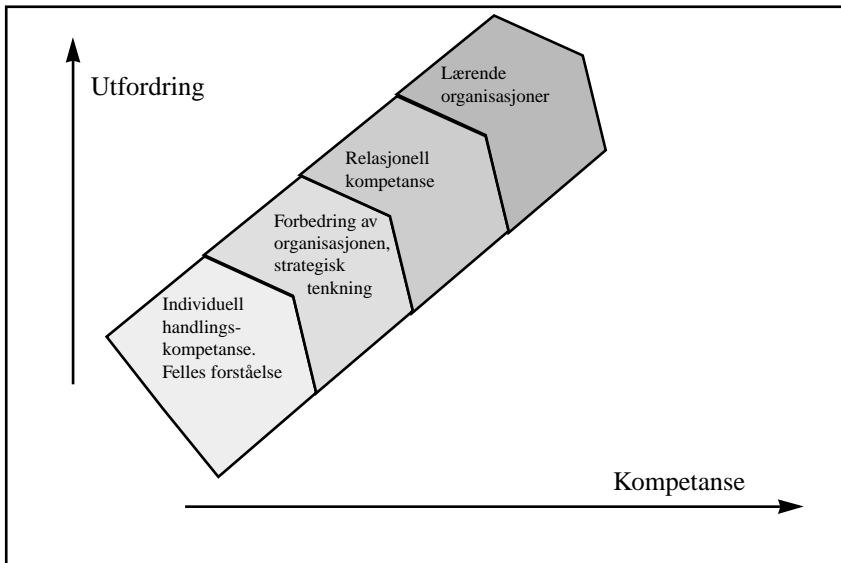 Utfordring
Lærende
organisasjoner
Relasjonell
kompetanse
Forbedring av
organisasjonen,
strategisk
tenkning
Individuell
handlings-
kompetanse.
Felles forståelse
Kompetanse